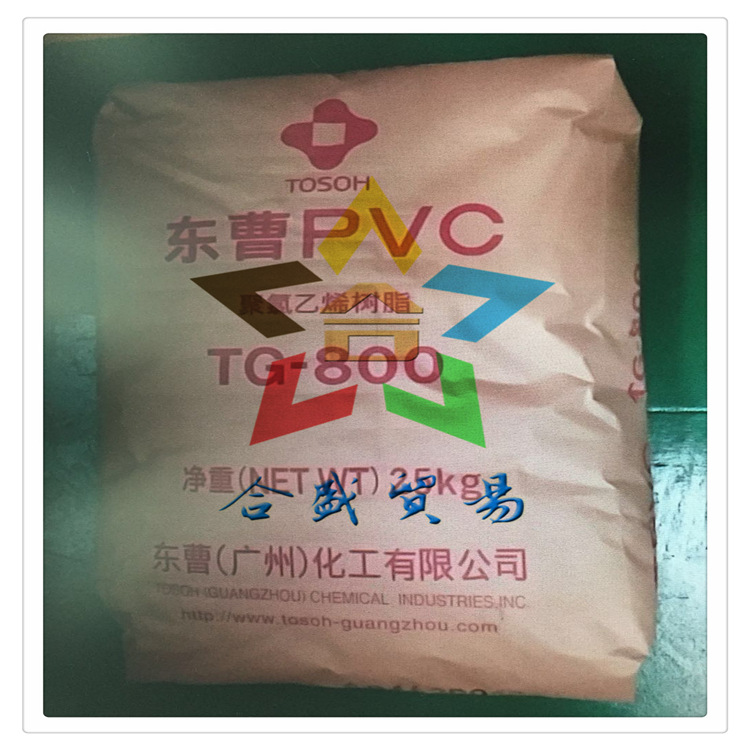 TOSOH
东曹PVC
聚氯乙烯树脂
TG-800
TG-800
净重(NET WT) 25kg
合盛贸易
东曹(广州)化工有限公司
TOSOH (GUANGZHOU) CHEMICAL INDUSTRIES,INC
http://www.tosoh-guangzhou.com